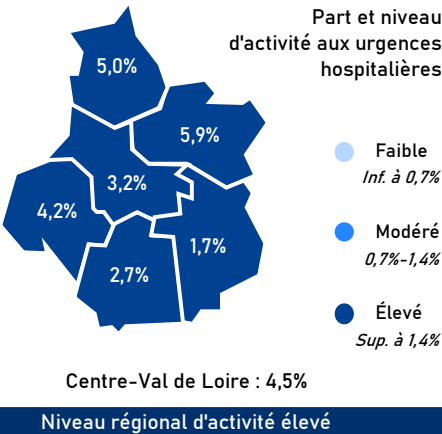 Part et niveau
d'activité aux urgences
hospitalières
5,0%
5,9%
3,2%
4,2%
1,7%
2,7%
Faible
Inf. à 0,7%
Modéré
0,7%-1,4%
Élevé
Sup. à 1,4%
Centre-Val de Loire : 4,5%
Niveau régional d'activité élevé